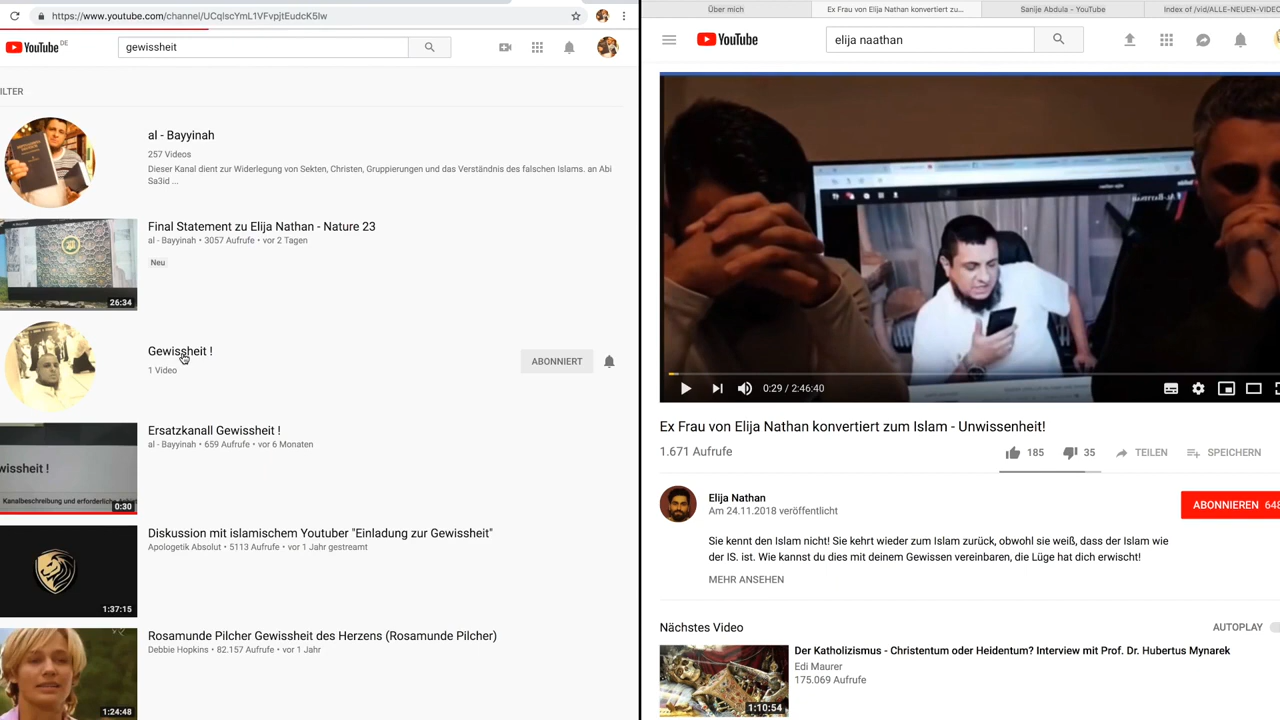 https://www.youtube.com/channel/UCqlscYmL1VFvpjtEudcK5Iw
YouTube DE
gewissheit
ILTER
al - Bayyinah
257 Videos
Dieser Kanal dient zur Widerlegung von Sekten, Christen, Gruppierungen und das Verständnis des falschen Islams. an Abi
Sa3id ...
Final Statement zu Elija Nathan - Nature 23
al - Bayyinah • 3057 Aufrufe • vor 2 Tagen
Neu
26:34
Gewissheit !
1 Video
ABONNIERT
Ersatzkanall Gewissheit !
al - Bayyinah • 659 Aufrufe • vor 6 Monaten
wissheit !
Kanalbeschreibung und erforderliche
0:30
Diskussion mit islamischem Youtuber "Einladung zur Gewissheit"
Apologetik Absolut • 5113 Aufrufe • vor 1 Jahr gestreamt
1:37:15
Rosamunde Pilcher Gewissheit des Herzens (Rosamunde Pilcher)
Debbie Hopkins • 82.157 Aufrufe • vor 1 Jahr
1:24:48
Über mich
Ex Frau von Elija Nathan konvertiert zu...
Sanije Abdula - YouTube
Index of /vid/ALLE-NEUEN-VIDEO
YouTube
elija naathan
0:29 / 2:46:40
Ex Frau von Elija Nathan konvertiert zum Islam - Unwissenheit!
1.671 Aufrufe
185
35
TEILEN
SPEICHERN
Elija Nathan
Am 24.11.2018 veröffentlicht
ABONNIEREN 648
Sie kennt den Islam nicht! Sie kehrt wieder zum Islam zurück, obwohl sie weiß, dass der Islam wie
der IS. ist. Wie kannst du dies mit deinem Gewissen vereinbaren, die Lüge hat dich erwischt!
MEHR ANSEHEN
Nächstes Video
AUTOPLAY
Der Katholizismus - Christentum oder Heidentum? Interview mit Prof. Dr. Hubertus Mynarek
Edi Maurer
175.069 Aufrufe
1:10:54